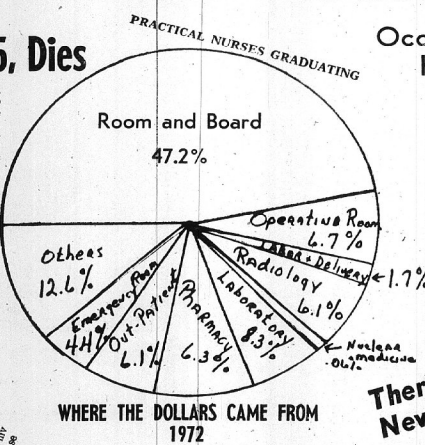 PRACTICAL NURSES GRADUATING
5, Dies
Occ
Room and Board
47.2%
Operating Room
6.7%
Labor + Delivery
1.7%
Radiology
6.1%
Nuclear
medicine
.06%
Laboratory
8.3%
Pharmacy
6.3%
Out-Patient
6.1%
Emergency Room
4.4%
Others
12.6%
WHERE THE DOLLARS CAME FROM
1972
Ther
New